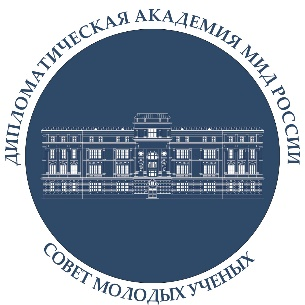 ДИПЛОМАТИЧЕСКАЯ АКАДЕМИЯ МИД РОССИИ
СОВЕТ МОЛОДЫХ УЧЕНЫХ